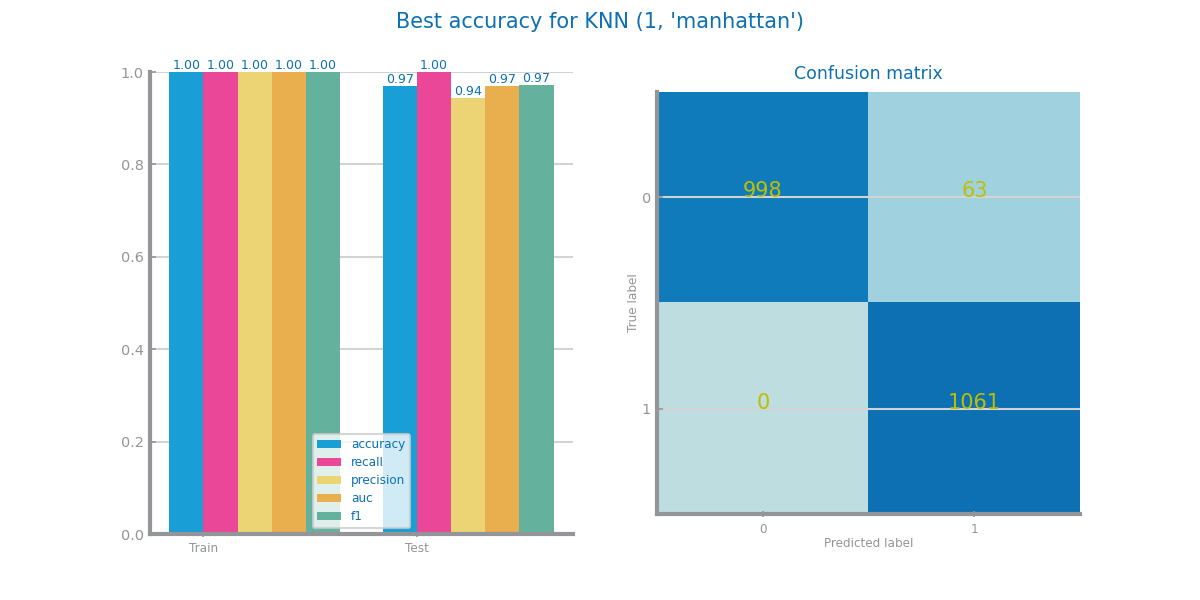 Best accuracy for KNN (1, 'manhattan')
1.00 1.00 1.00 1.00 1.00
0.97 1.00 0.94 0.97 0.97
1.0
0.8
0.6
0.4
0.2
0.0
accuracy
recall
precision
auc
f1
Train Test
Confusion matrix
True label
0
998 63
1
0 1061
0 1
Predicted label